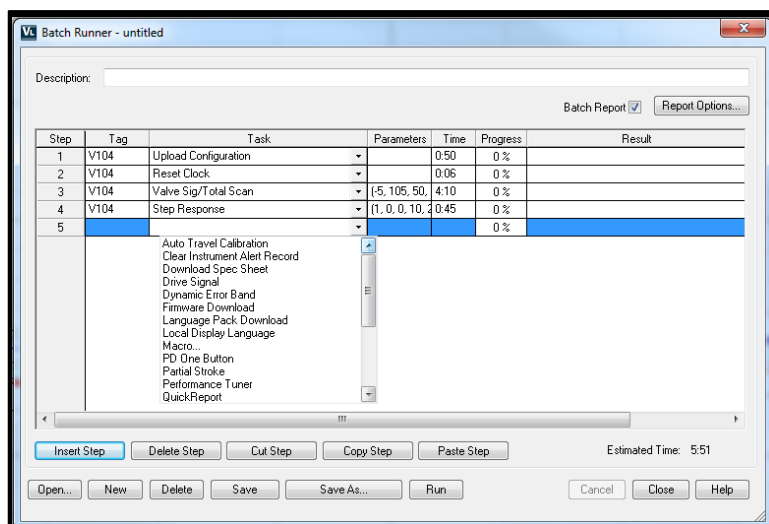 VL Batch Runner - untitled
Description:
Batch Report Report Options...
Step Tag Task Parameters Time Progress Result
1 V104 Upload Configuration 0:50 0 %
2 V104 Reset Clock 0:06 0 %
3 V104 Valve Sig/Total Scan (-5, 105, 50, 4:10 0 %
4 V104 Step Response (1, 0, 0, 10, 2 0:45 0 %
5 0 %
Auto Travel Calibration
Clear Instrument Alert Record
Download Spec Sheet
Drive Signal
Dynamic Error Band
Firmware Download
Language Pack Download
Local Display Language
Macro...
PD One Button
Partial Stroke
Performance Tuner
QuickReport
Insert Step Delete Step Cut Step Copy Step Paste Step Estimated Time: 5:51
Open... New Delete Save Save As... Run Cancel Close Help